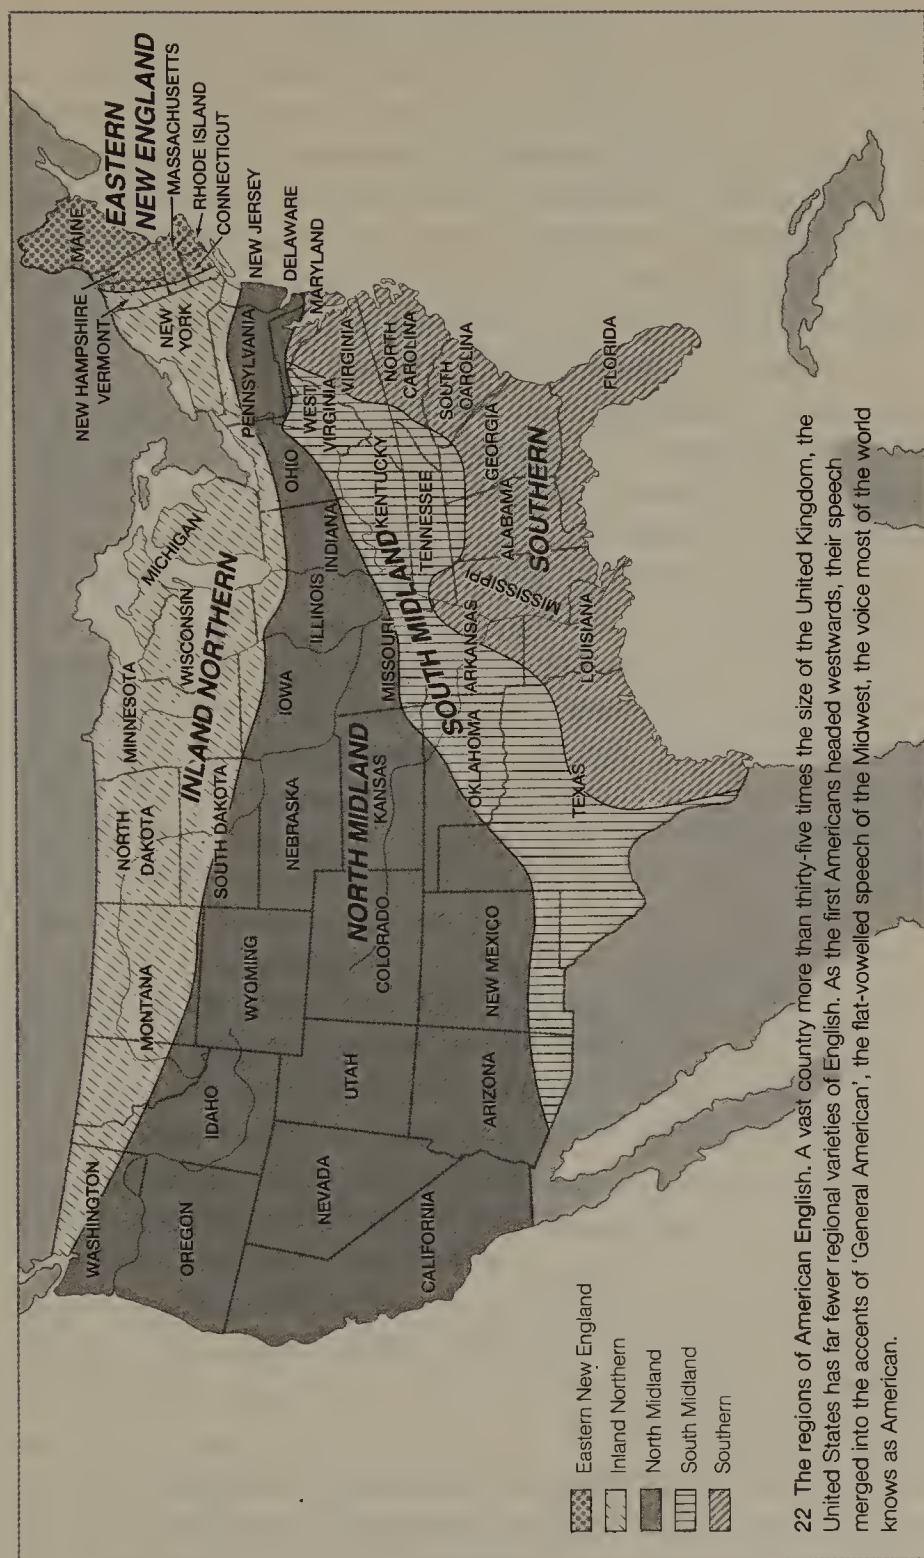 EASTERN
NEW ENGLAND
MASSACHUSETTS
RHODE ISLAND
CONNECTICUT
MAINE
NEW HAMPSHIRE
VERMONT
NEW
YORK
NEW JERSEY
DELAWARE
MARYLAND
PENNSYLVANIA
WASHINGTON
MONTANA
NORTH
DAKOTA
MINNESOTA
MICHIGAN
WISCONSIN
INLAND NORTHERN
SOUTH DAKOTA
OREGON
IDAHO
WYOMING
NEBRASKA
IOWA
ILLINOIS
INDIANA
OHIO
WEST
VIRGINIA
VIRGINIA
NEVADA
UTAH
COLORADO
NORTH MIDLAND
KANSAS
MISSOURI
KENTUCKY
NORTH
CAROLINA
CALIFORNIA
ARIZONA
NEW MEXICO
OKLAHOMA
SOUTH MIDLAND
ARKANSAS
TENNESSEE
SOUTH
CAROLINA
TEXAS
LOUISIANA
MISSISSIPPI
ALABAMA
GEORGIA
SOUTHERN
FLORIDA
Eastern New England
Inland Northern
North Midland
South Midland
Southern
22 The regions of American English. A vast country more than thirty-five times the size of the United Kingdom, the
United States has far fewer regional varieties of English. As the first Americans headed westwards, their speech
merged into the accents of ‘General American’, the flat-vowelled speech of the Midwest, the voice most of the world
knows as American.